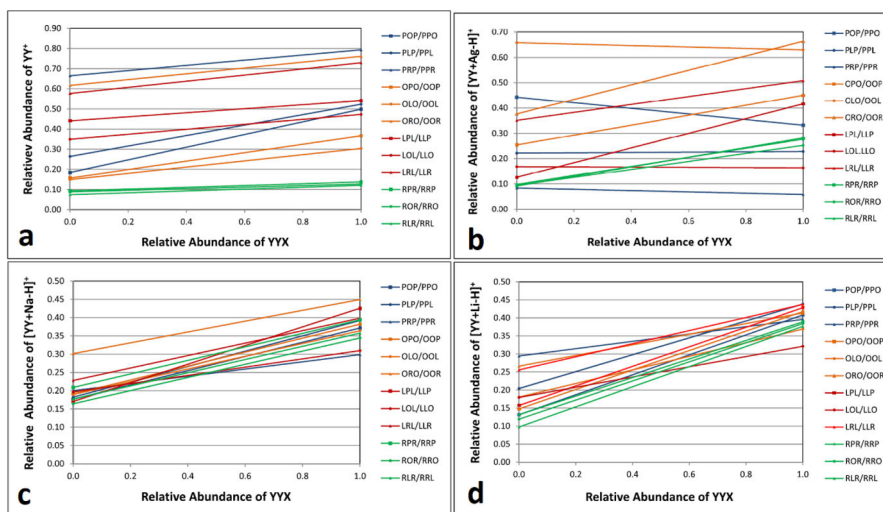 0.90
0.80
0.70
0.60
0.50
0.40
0.30
0.20
0.10
0.00
Relativev Abundance of YY⁺
0.0 0.2 0.4 0.6 0.8 1.0
Relative Abundance of YYX
a
POP/PPO
PLP/PPL
PRP/PPR
OPO/OOP
OLO/OOL
ORO/OOR
LPL/LLP
LOL/LLO
LRL/LLR
RPR/RRP
ROR/RRO
RLR/RRL
0.70
0.60
0.50
0.40
0.30
0.20
0.10
0.00
Relative Abundance of [YY+Ag-H]⁺
0.0 0.2 0.4 0.6 0.8 1.0
Relative Abundance of YYX
b
POP/PPO
PLP/PPL
PRP/PPR
OPO/OOP
OLO/OOL
ORO/OOR
LPL/LLP
LOL.LLO
LRL/LLR
RPR/RRP
ROR/RRO
RLR/RRL
0.50
0.45
0.40
0.35
0.30
0.25
0.20
0.15
0.10
0.05
0.00
Relative Abundance of [YY+Na-H]⁺
0.0 0.2 0.4 0.6 0.8 1.0
Relative Abundance of YYX
c
POP/PPO
PLP/PPL
PRP/PPR
OPO/OOP
OLO/OOL
ORO/OOR
LPL/LLP
LOL/LLO
LRL/LLR
RPR/RRP
ROR/RRO
RLR/RRL
0.50
0.45
0.40
0.35
0.30
0.25
0.20
0.15
0.10
0.05
0.00
Relative Abundance of [YY+Li-H]⁺
0.0 0.2 0.4 0.6 0.8 1.0
Relative Abundance of YYX
d
POP/PPO
PLP/PPL
PRP/PPR
OPO/OOP
OLO/OOL
ORO/OOR
LPL/LLP
LOL/LLO
LRL/LLR
RPR/RRP
ROR/RRO
RLR/RRL